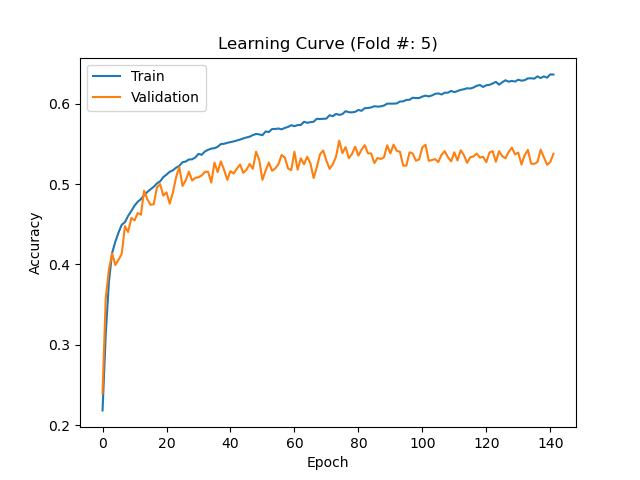 Learning Curve (Fold #: 5)
Train
Validation
Accuracy
0.6
0.5
0.4
0.3
0.2
0 20 40 60 80 100 120 140
Epoch